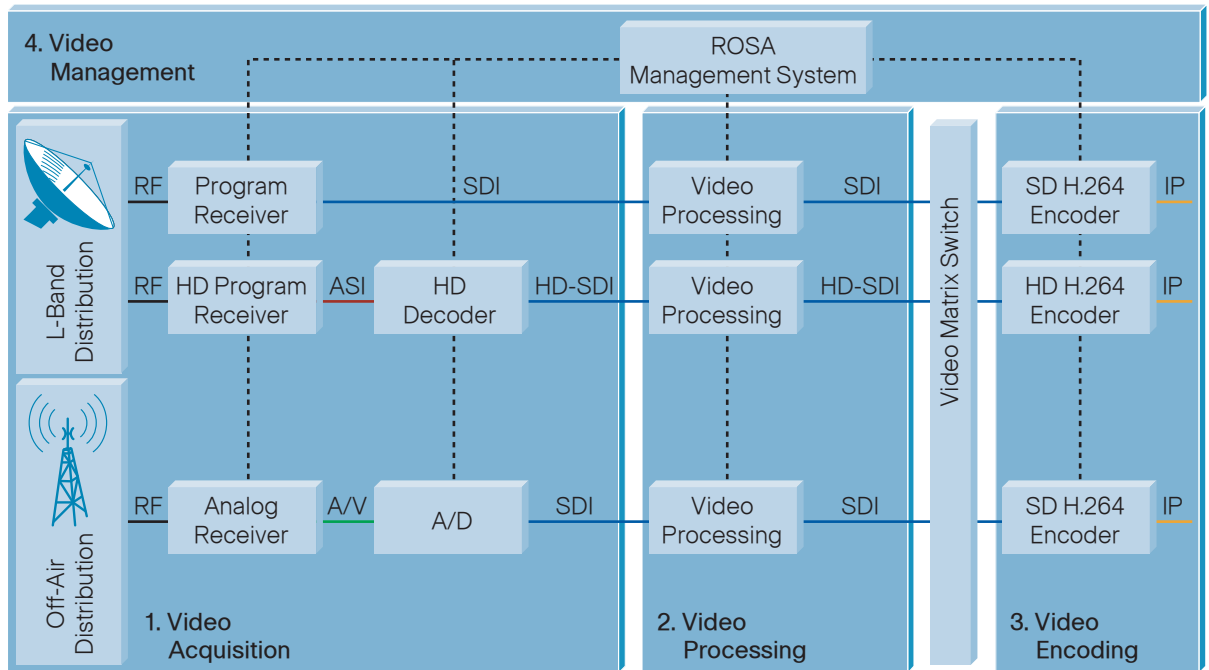 4. Video
Management
ROSA
Management System
L-Band
Distribution
RF
Program
Receiver
SDI
Video
Processing
SDI
SD H.264
Encoder
IP
RF
HD Program
Receiver
ASI
HD
Decoder
HD-SDI
Video
Processing
HD-SDI
HD H.264
Encoder
IP
Video Matrix Switch
Off-Air
Distribution
RF
Analog
Receiver
A/V
A/D
SDI
Video
Processing
SDI
SD H.264
Encoder
IP
1. Video
Acquisition
2. Video
Processing
3. Video
Encoding